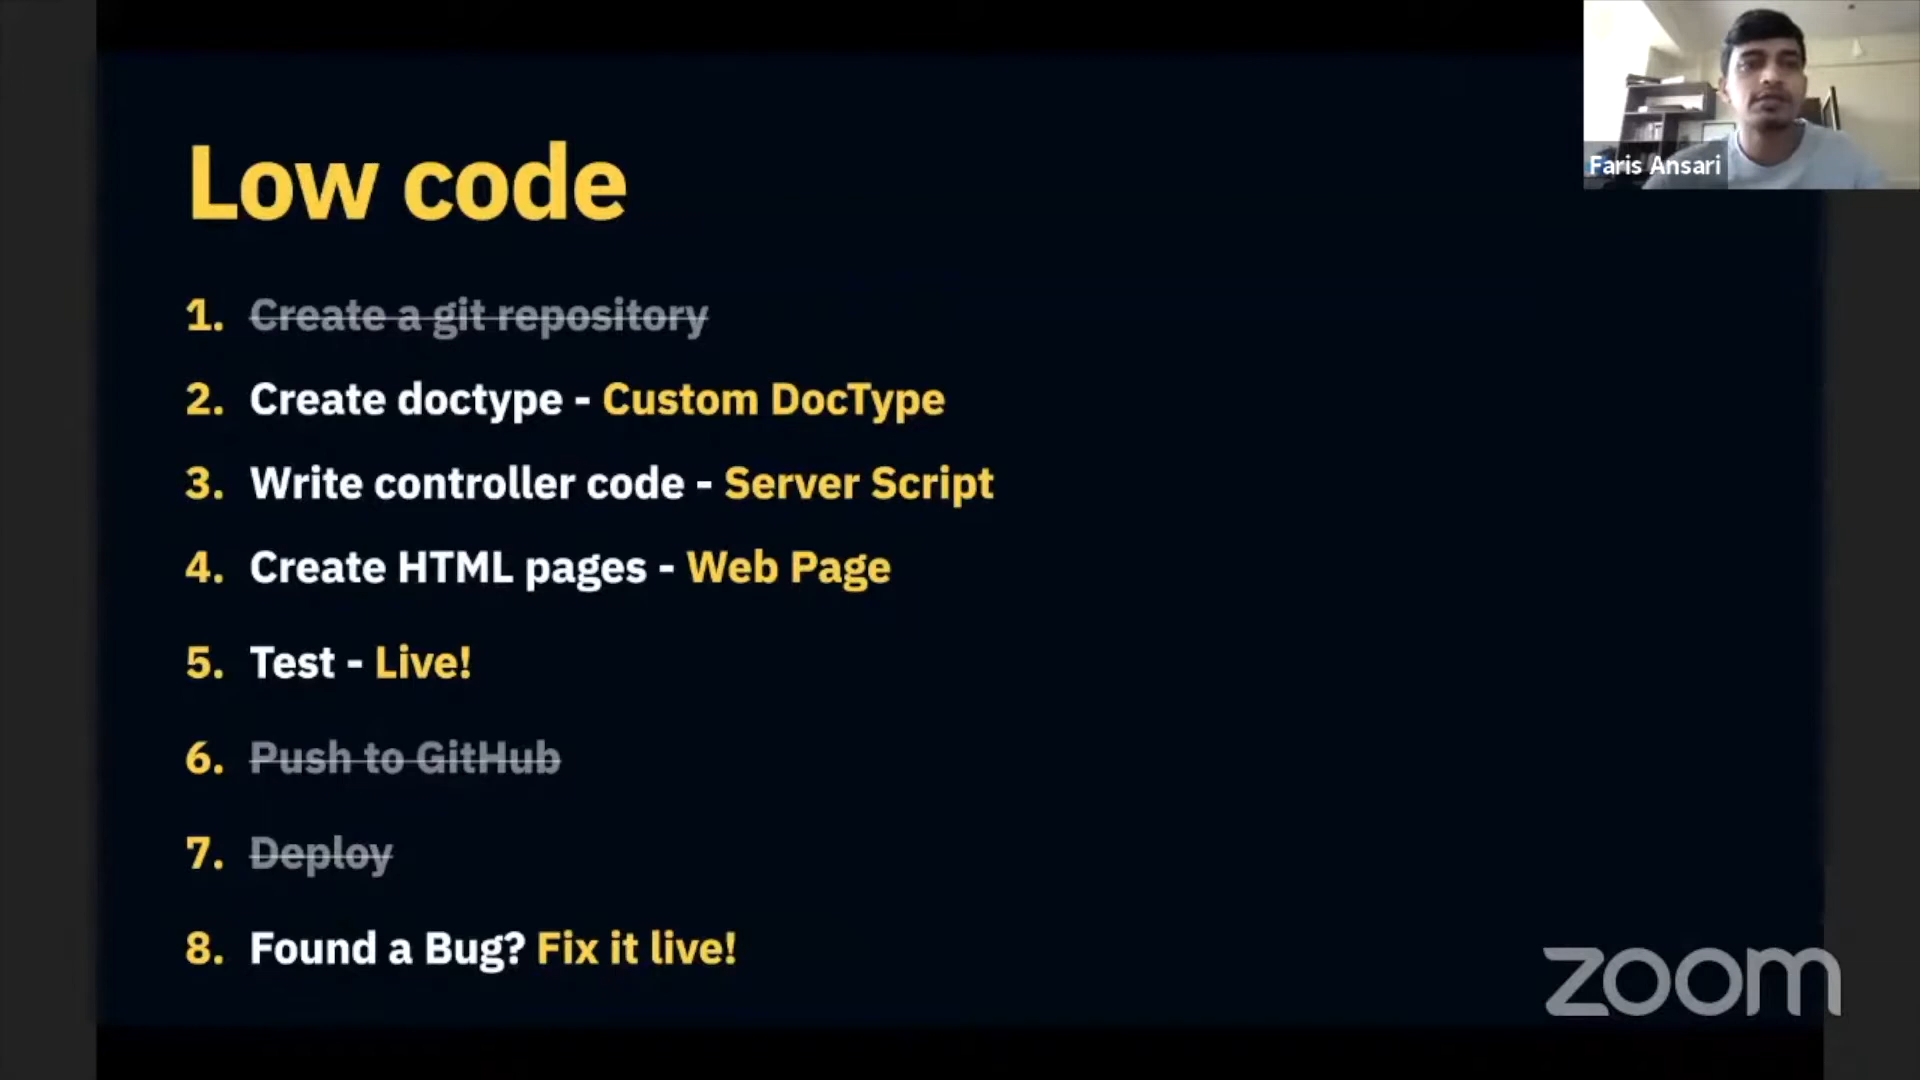 Low code
1. Create a git repository
2. Create doctype - Custom DocType
3. Write controller code - Server Script
4. Create HTML pages - Web Page
5. Test - Live!
6. Push to GitHub
7. Deploy
8. Found a Bug? Fix it live!
Faris Ansari
zoom